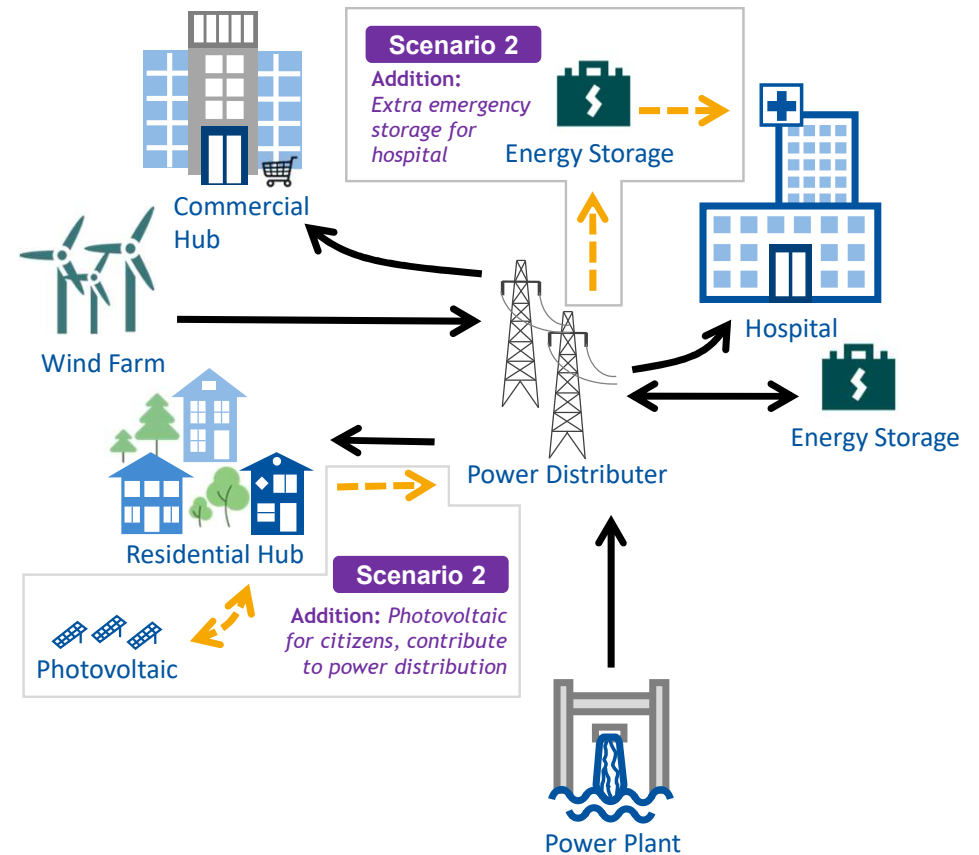 Scenario 2
Addition:
Extra emergency
storage for
hospital
Energy Storage
Commercial
Hub
Wind Farm
Hospital
Energy Storage
Power Distributer
Residential Hub
Scenario 2
Addition: Photovoltaic
for citizens, contribute
to power distribution
Photovoltaic
Power Plant